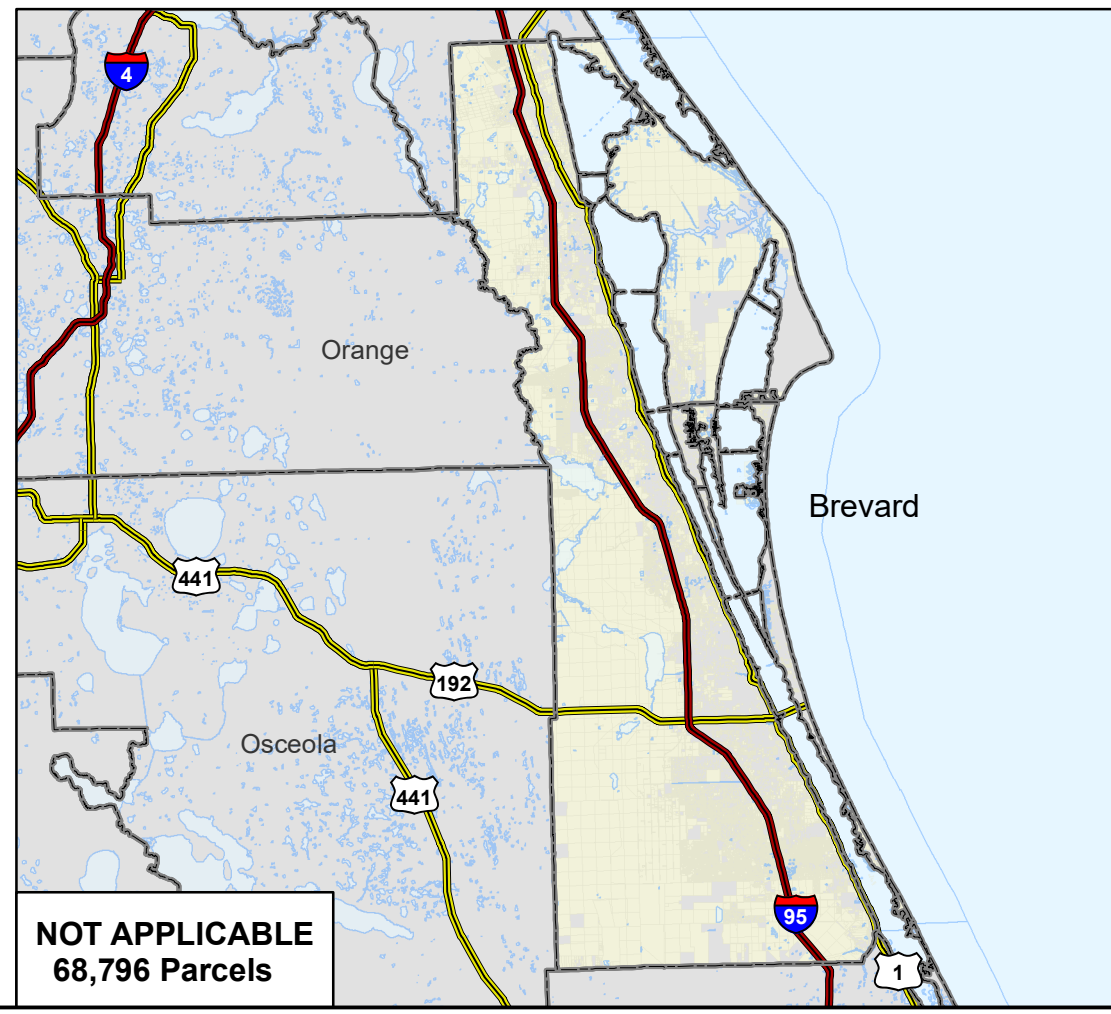 4
Orange
Brevard
441
192
Osceola
441
95
1
NOT APPLICABLE
68,796 Parcels